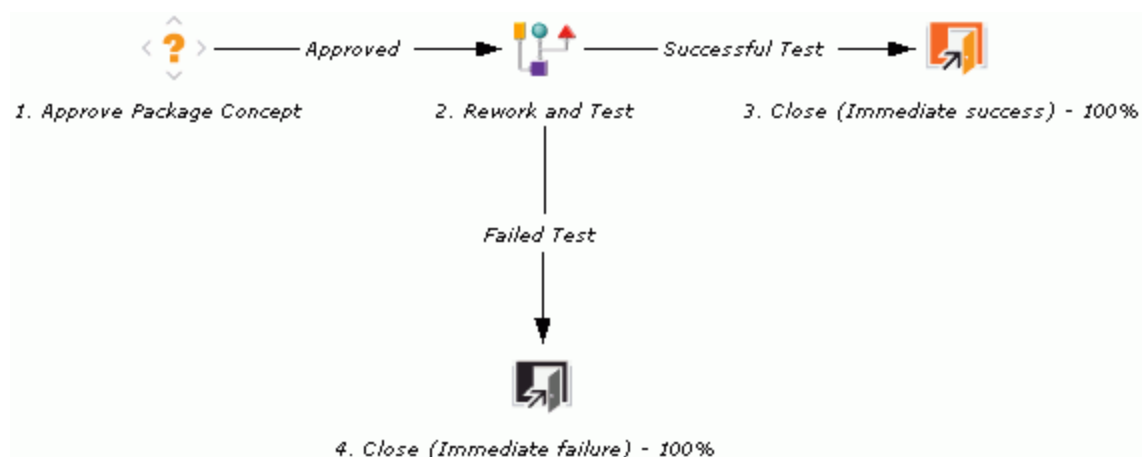 ?
Approved
Successful Test
1. Approve Package Concept
2. Rework and Test
3. Close (Immediate success) - 100%
Failed Test
4. Close (Immediate failure) - 100%